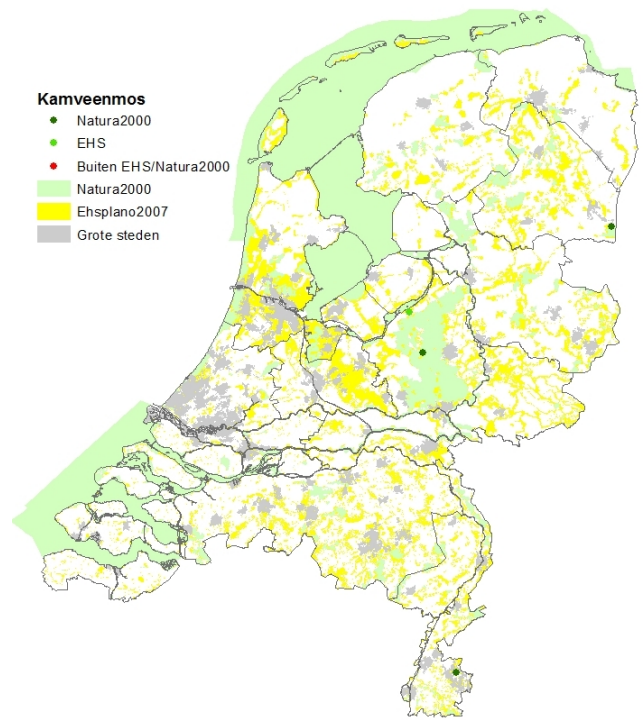 Kamveenmos
Natura2000
EHS
Buiten EHS/Natura2000
Natura2000
Ehsplano2007
Grote steden